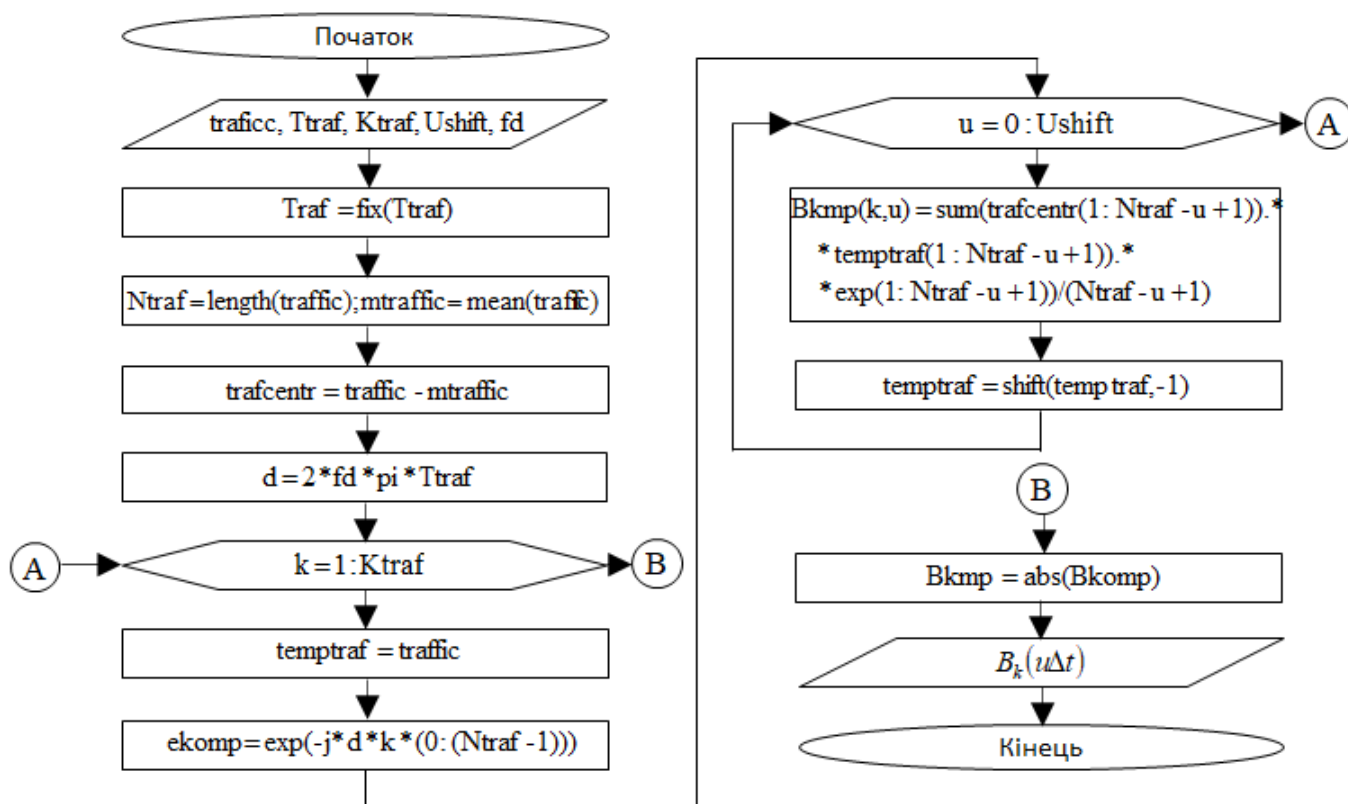 Початок
traficc, Ttraf, Ktraf, Ushift, fd
Traf = fix(Ttraf)
Ntraf = length(traffic); mtraffic = mean(traffic)
trafcentr = traffic - mtraffic
d = 2 * fd * pi * Ttraf
A
k = 1 : Ktraf
B
temptraf = traffic
ekomp = exp(-j* d * k * (0 : (Ntraf -1)))
u = 0 : Ushift
A
Bkmp(k,u) = sum(trafcentr(1 : Ntraf - u + 1)).*
* temptraf(1 : Ntraf - u + 1)).*
* exp(1 : Ntraf - u + 1))/(Ntraf - u + 1)
temptraf = shift(temp traf,-1)
B
Bkmp = abs(Bkomp)
Bₖ(uΔt)
Кінець